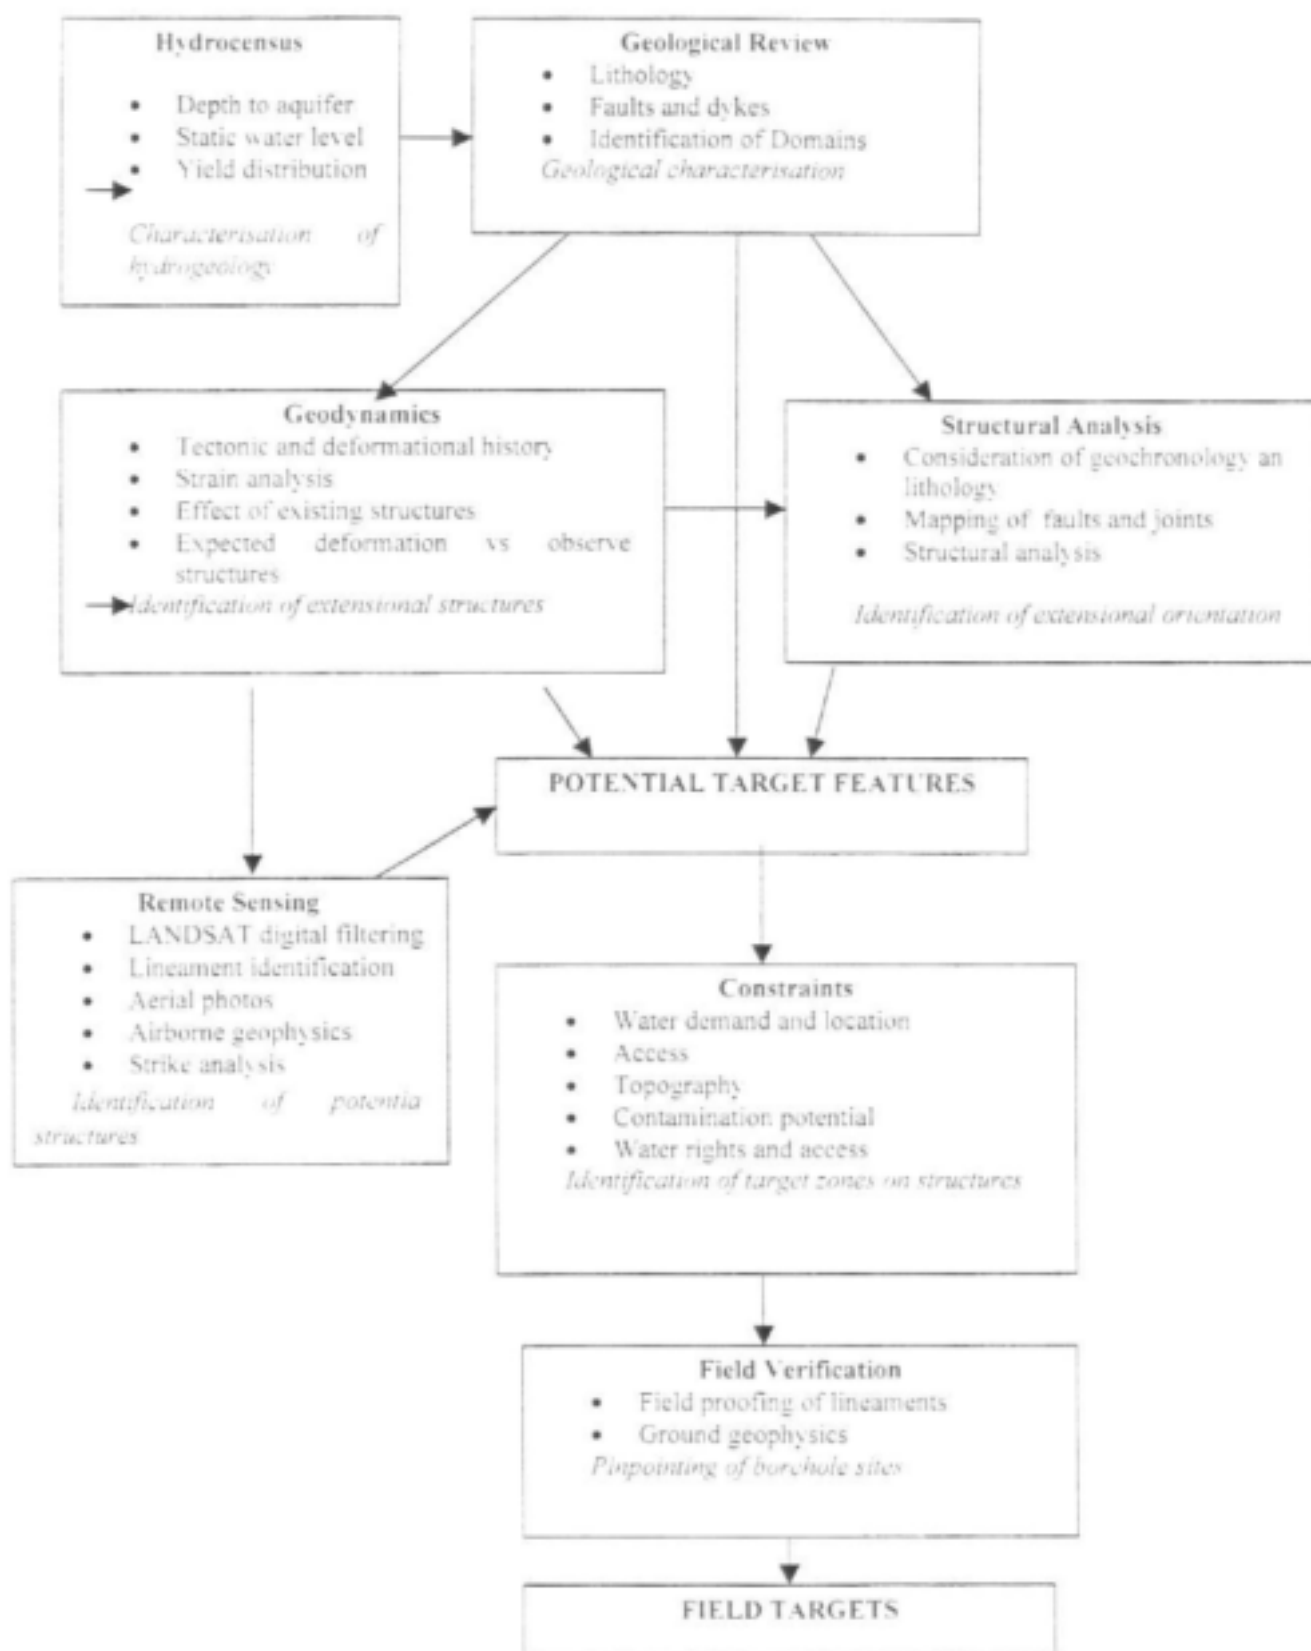 Hydrocensus
• Depth to aquifer
• Static water level
• Yield distribution
Characterisation of
hydrogeology
Geological Review
• Lithology
• Faults and dykes
• Identification of Domains
Geological characterisation
Geodynamics
• Tectonic and deformational history
• Strain analysis
• Effect of existing structures
• Expected deformation vs observe
structures
Identification of extensional structures
Structural Analysis
• Consideration of geochronology an
lithology
• Mapping of faults and joints
• Structural analysis
Identification of extensional orientation
POTENTIAL TARGET FEATURES
Remote Sensing
• LANDSAT digital filtering
• Lineament identification
• Aerial photos
• Airborne geophysics
• Strike analysis
Identification of potentia
structures
Constraints
• Water demand and location
• Access
• Topography
• Contamination potential
• Water rights and access
Identification of target zones on structures
Field Verification
• Field proofing of lineaments
• Ground geophysics
Pinpointing of borehole sites
FIELD TARGETS